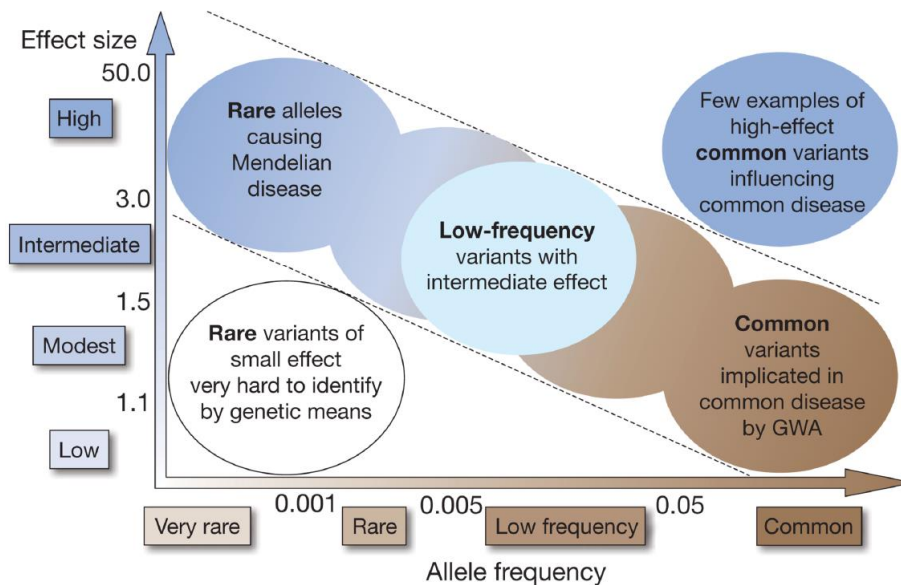 Effect size
50.0
High
3.0
Intermediate
1.5
Modest
1.1
Low
Rare alleles
causing
Mendelian
disease
Few examples of
high-effect
common variants
influencing
common disease
Low-frequency
variants with
intermediate effect
Rare variants of
small effect
very hard to identify
by genetic means
Common
variants
implicated in
common disease
by GWA
0.001
0.005
0.05
Very rare
Rare
Low frequency
Common
Allele frequency